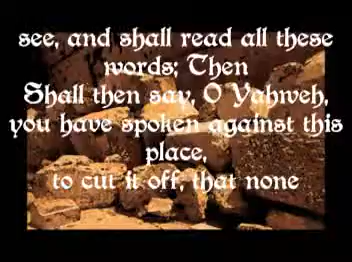 see, and shall read all these
words; Then
Shall then say, O Yahweh,
you have spoken against this
place,
to cut it off, that none